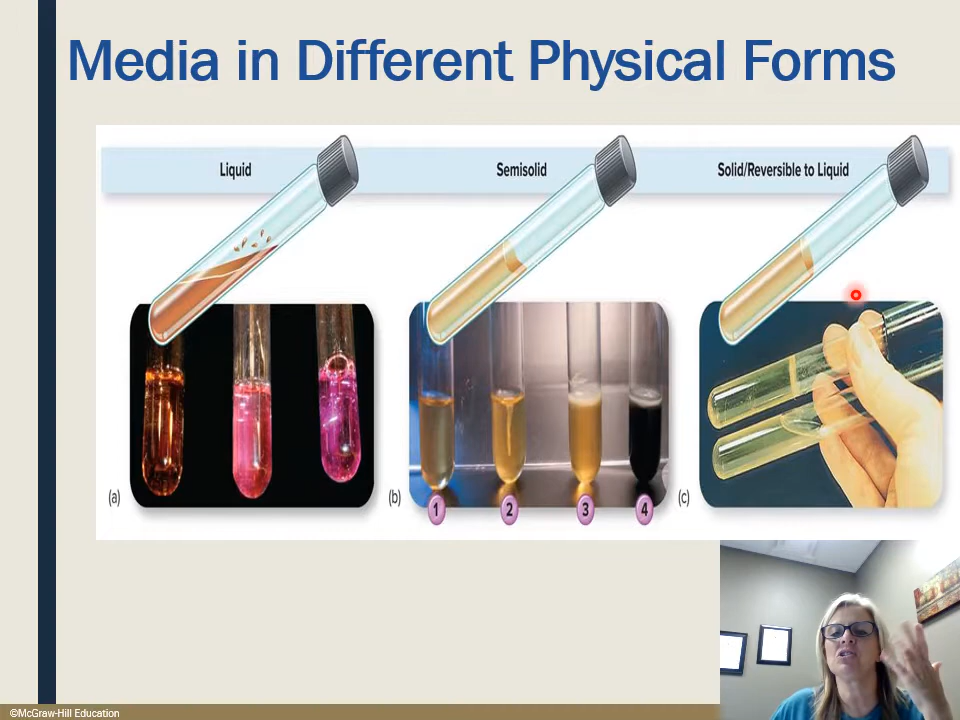 Media in Different Physical Forms
Liquid
Semisolid
Solid/Reversible to Liquid
(a)
(b)
(c)
1
2
3
4
©McGraw-Hill Education